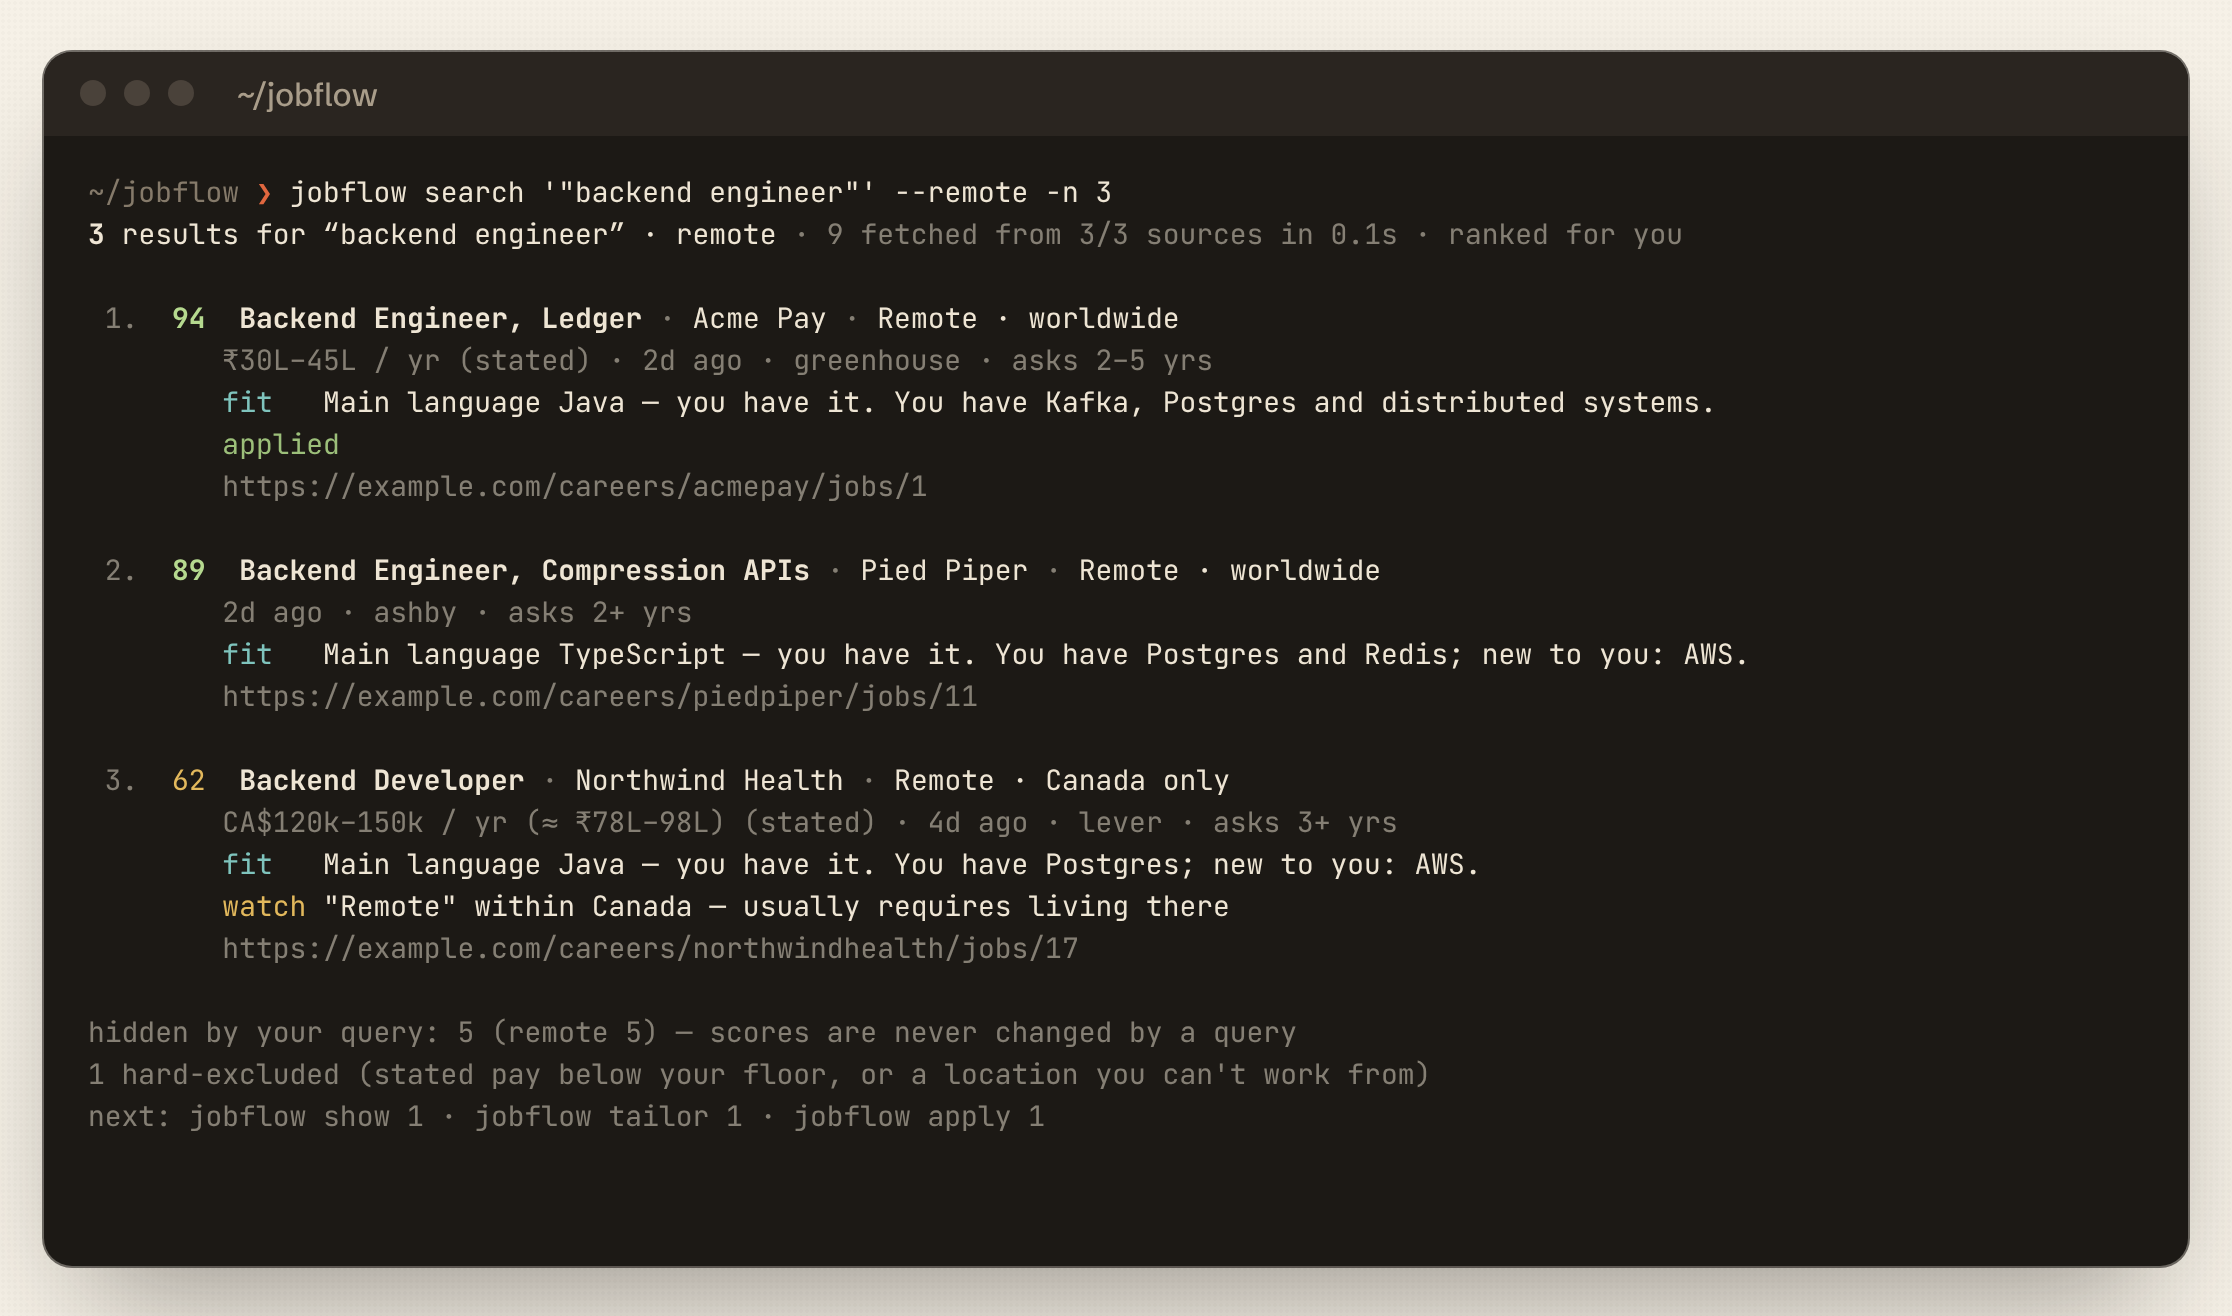 ~/jobflow
~/jobflow ❯ jobflow search '"backend engineer"' --remote -n 3
3 results for “backend engineer” · remote · 9 fetched from 3/3 sources in 0.1s · ranked for you
1. 94 Backend Engineer, Ledger · Acme Pay · Remote · worldwide
₹30L–45L / yr (stated) · 2d ago · greenhouse · asks 2–5 yrs
fit Main language Java — you have it. You have Kafka, Postgres and distributed systems.
applied
https://example.com/careers/acmepay/jobs/1
2. 89 Backend Engineer, Compression APIs · Pied Piper · Remote · worldwide
2d ago · ashby · asks 2+ yrs
fit Main language TypeScript — you have it. You have Postgres and Redis; new to you: AWS.
https://example.com/careers/piedpiper/jobs/11
3. 62 Backend Developer · Northwind Health · Remote · Canada only
CA$120k–150k / yr (≈ ₹78L–98L) (stated) · 4d ago · lever · asks 3+ yrs
fit Main language Java — you have it. You have Postgres; new to you: AWS.
watch "Remote" within Canada — usually requires living there
https://example.com/careers/northwindhealth/jobs/17
hidden by your query: 5 (remote 5) — scores are never changed by a query
1 hard-excluded (stated pay below your floor, or a location you can't work from)
next: jobflow show 1 · jobflow tailor 1 · jobflow apply 1